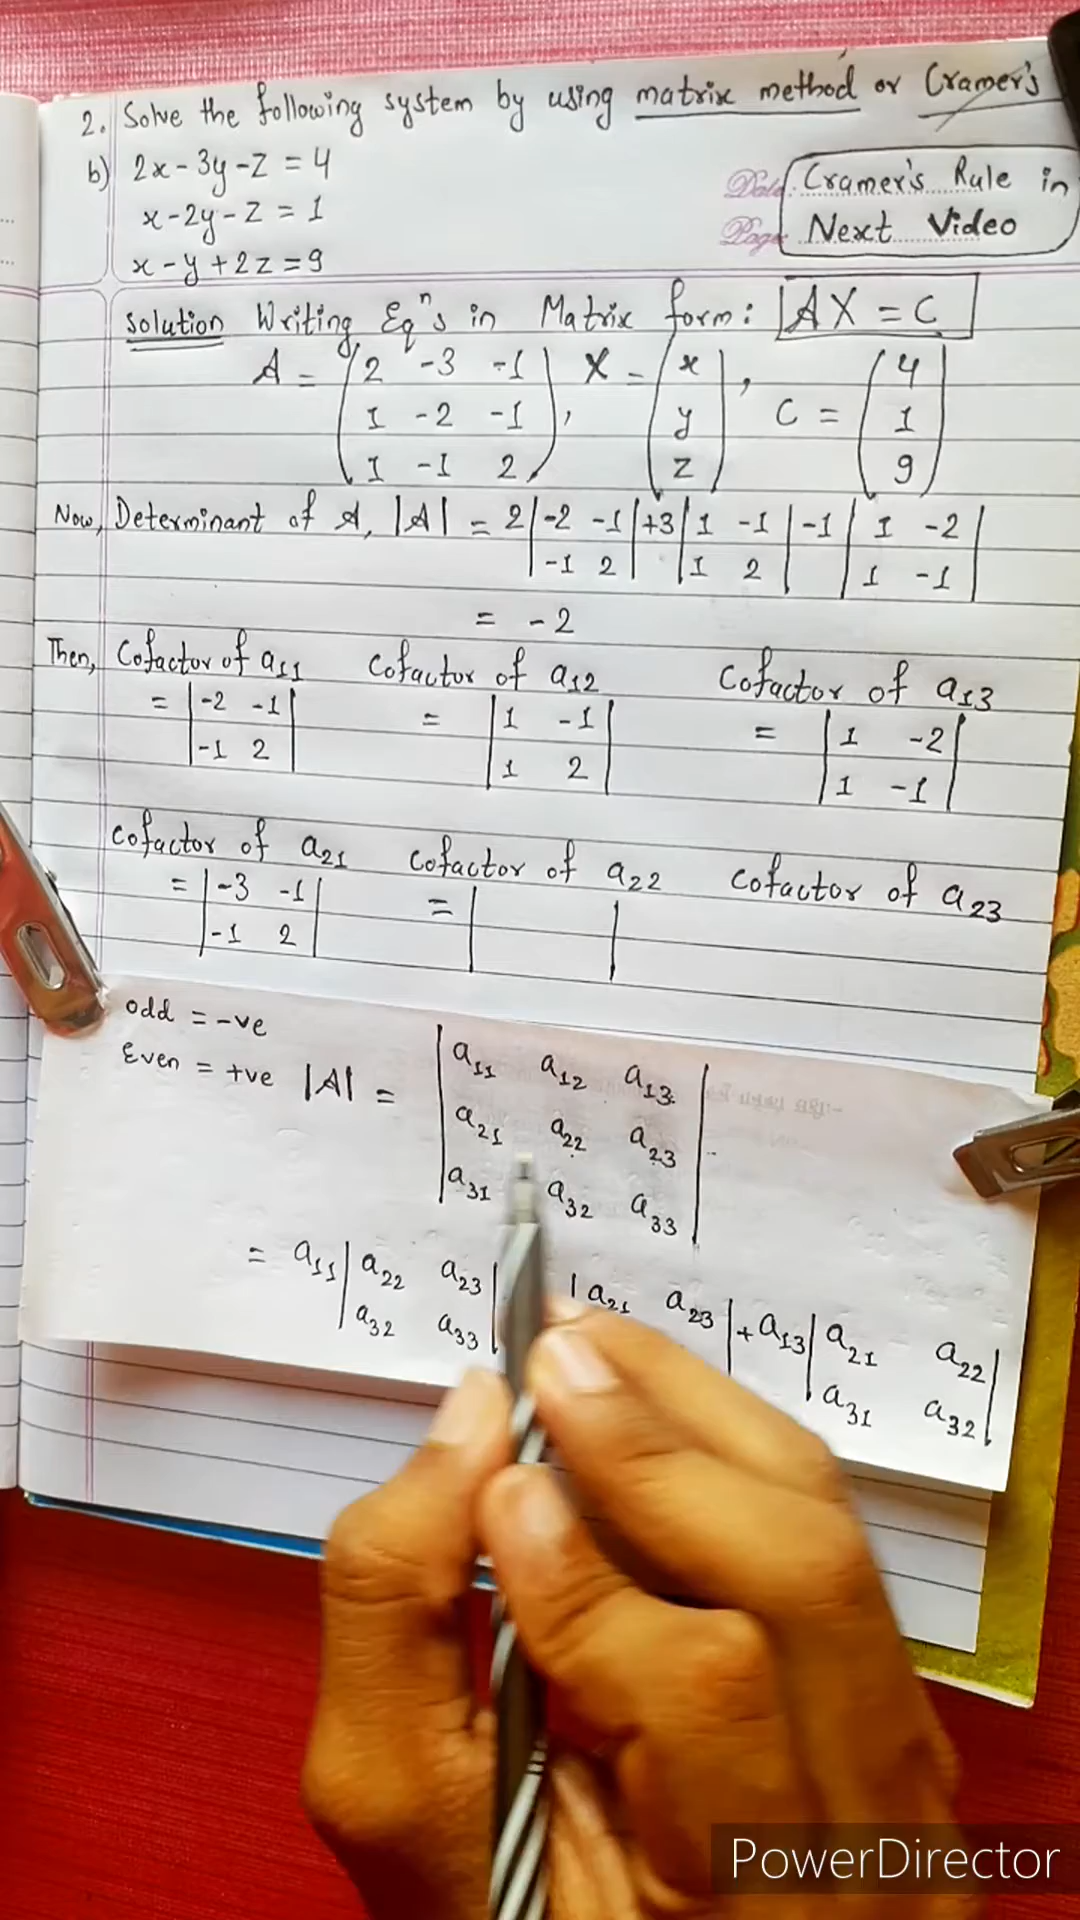 2. Solve the following system by using matrix method or Cramer's
b) 2x - 3y - z = 4
x - 2y - z = 1
x - y + 2z = 9
Date.
Page
Cramer's Rule in
Next Video
Solution Writing Eqⁿs in Matrix form: AX = C
A = (2 -3 -1), X = (x), C = (4)
1 -2 -1 y 1
1 -1 2 z 9
Now, Determinant of A, |A| = 2 |-2 -1| +3 |1 -1| -1 |1 -2|
-1 2 1 2 1 -1
= -2
Then, Cofactor of a11 Cofactor of a12 Cofactor of a13
= |-2 -1| = |1 -1| = |1 -2|
-1 2 1 2 1 -1
Cofactor of a21 Cofactor of a22 Cofactor of a23
= |-3 -1| = | |
-1 2
odd = -ve
Even = +ve |A| = |a11 a12 a13|
a21 a22 a23
a31 a32 a33
= a11 |a22 a23| |a21 a23| + a13 |a21 a22|
a32 a33 a31 a32
PowerDirector